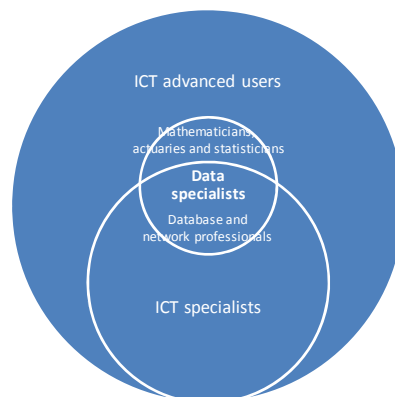 ICT advanced users
Mathematicians,
actuaries and statisticians
Data
specialists
Database and
network professionals
ICT specialists